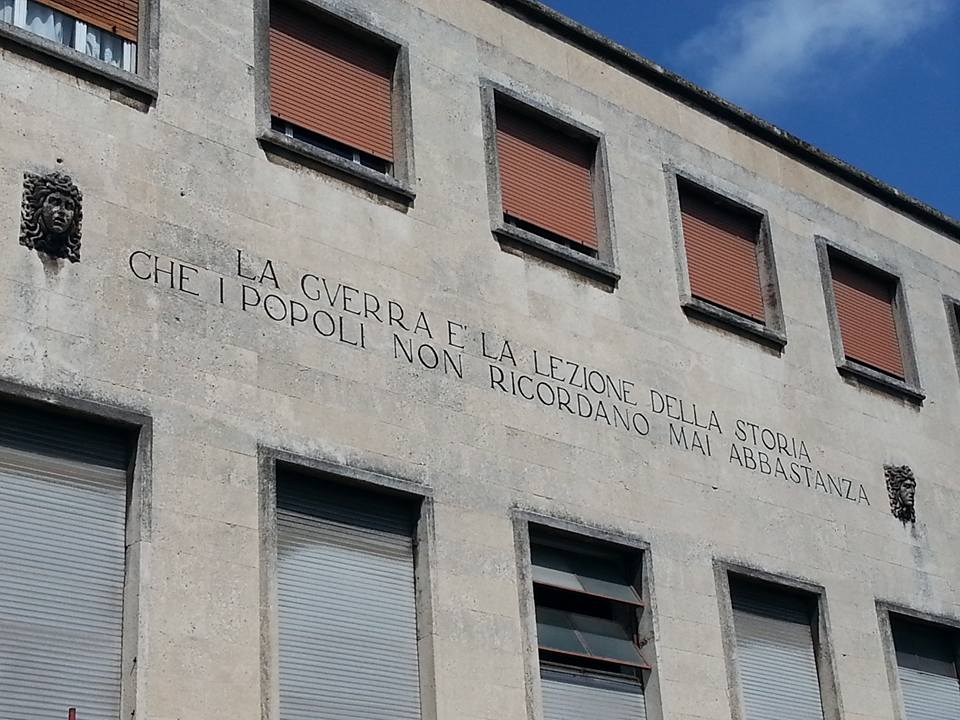 LA GVERRA E' LA LEZIONE DELLA STORIA
CHE I POPOLI NON RICORDANO MAI ABBASTANZA